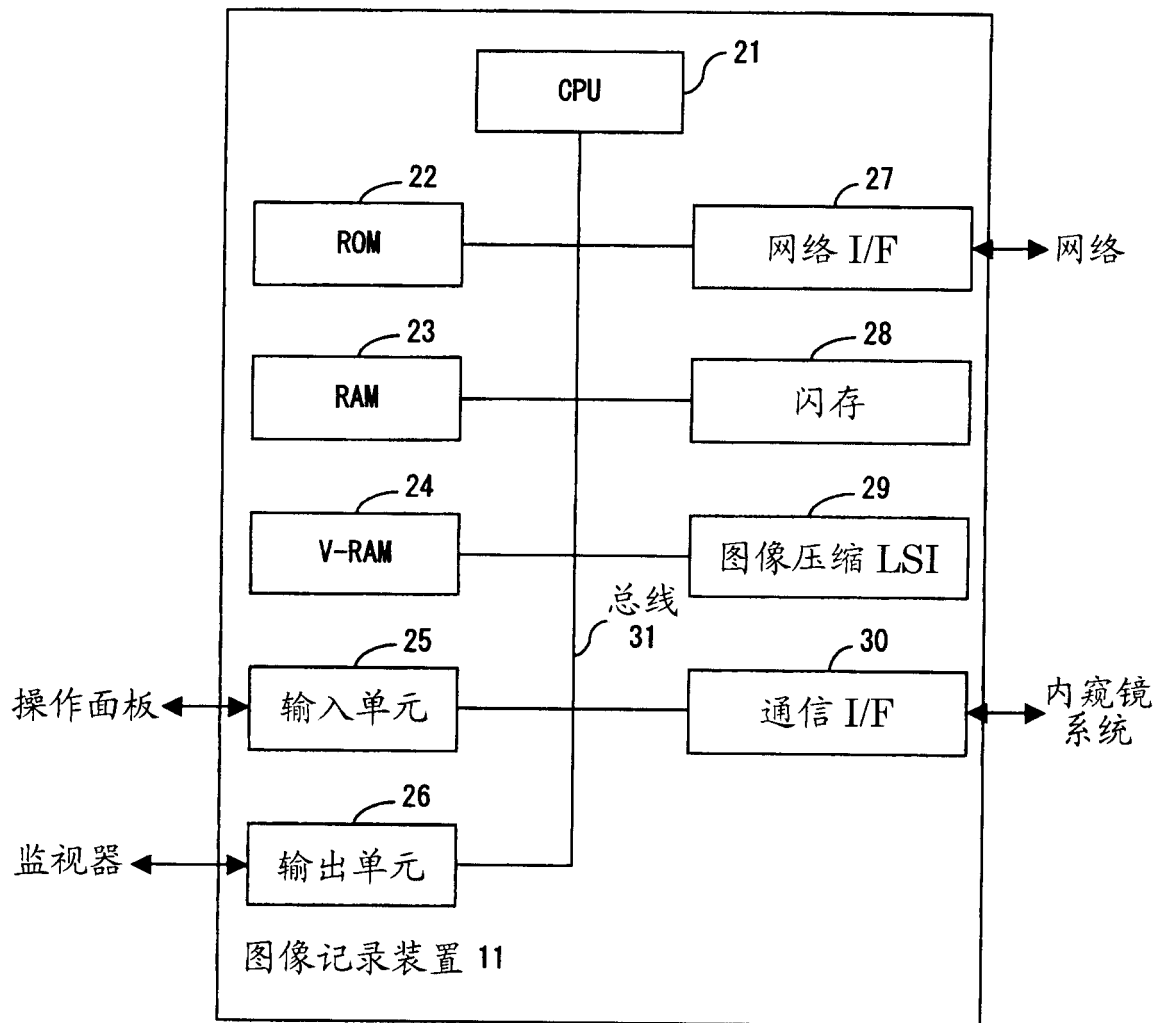 21
CPU
22
ROM
27
网络 I/F
网络
23
RAM
28
闪存
24
V-RAM
29
图像压缩 LSI
总线
31
25
输入单元
操作面板
30
通信 I/F
内窥镜
系统
26
输出单元
监视器
图像记录装置 11